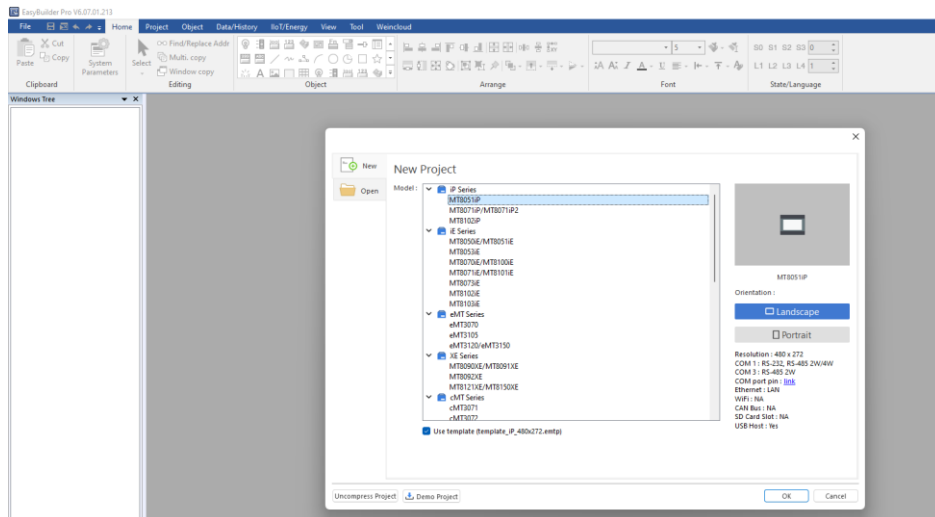 EasyBuilder Pro V6.07.01.213
File Home Project Object Data/History IIoT/Energy View Tool Weincloud
Paste
Cut
Copy
System Parameters
Select
Find/Replace Addr
Multi. copy
Window copy
S
S0 S1 S2 S3 0
L1 L2 L3 L4 1
Clipboard Editing Object Arrange Font State/Language
Windows Tree
New
Open
New Project
Model :
iP Series
MT8051iP
MT8071iP/MT8071iP2
MT8102iP
iE Series
MT8050iE/MT8051iE
MT8053iE
MT8070iE/MT8100iE
MT8071iE/MT8101iE
MT8073iE
MT8102iE
MT8103iE
eMT Series
eMT3070
eMT3105
eMT3120/eMT3150
XE Series
MT8090XE/MT8091XE
MT8092XE
MT8121XE/MT8150XE
cMT Series
cMT3071
cMT3072
Use template (template_iP_480x272.emtp)
MT8051iP
Orientation :
Landscape
Portrait
Resolution : 480 x 272
COM 1 : RS-232, RS-485 2W/4W
COM 3 : RS-485 2W
COM port pin : link
Ethernet : LAN
WiFi : NA
CAN Bus : NA
SD Card Slot : NA
USB Host : Yes
Uncompress Project Demo Project OK Cancel